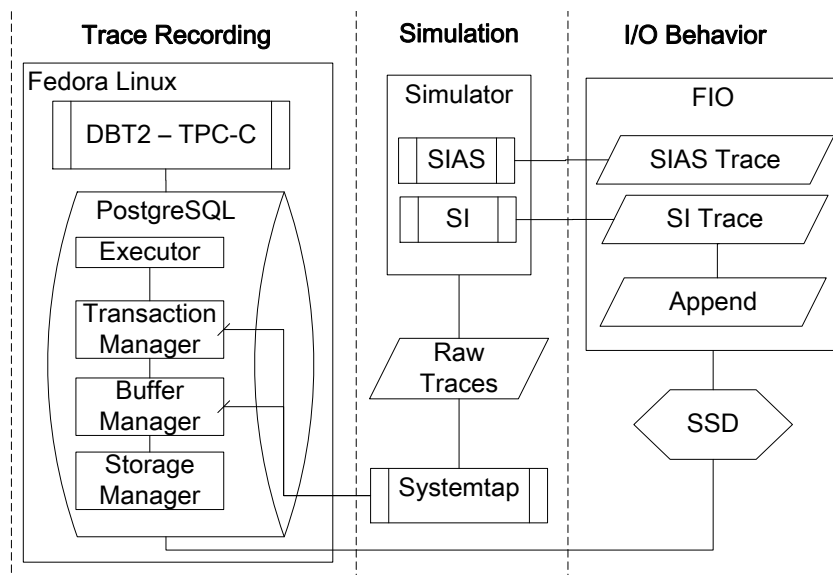 Trace Recording
Fedora Linux
DBT2 – TPC-C
PostgreSQL
Executor
Transaction
Manager
Buffer
Manager
Storage
Manager
Simulation
Simulator
SIAS
SI
Raw
Traces
Systemtap
I/O Behavior
FIO
SIAS Trace
SI Trace
Append
SSD